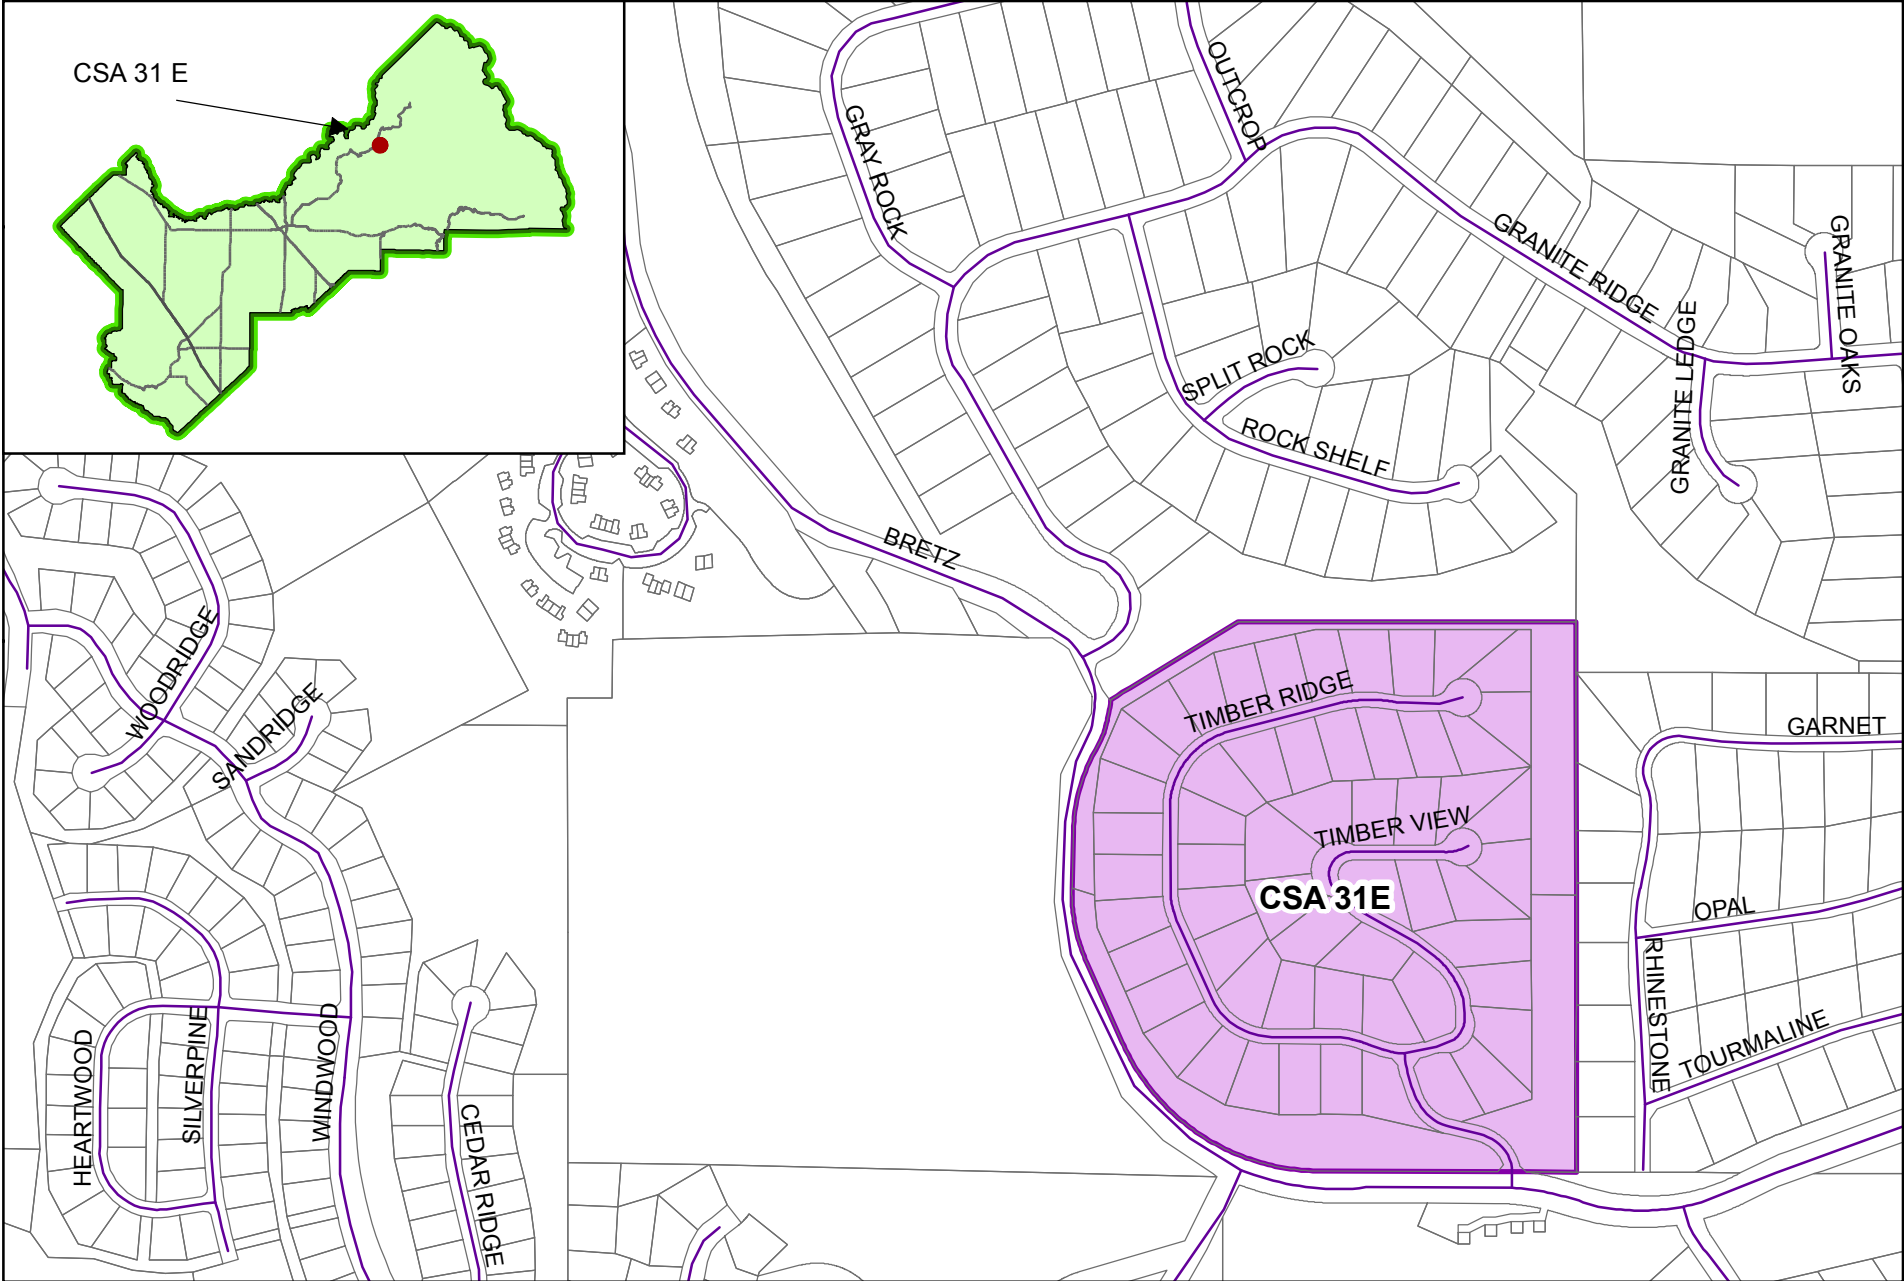 CSA 31 E
OUTCROP
GRAY ROCK
GRANITE RIDGE
GRANITE OAKS
GRANITE LEDGE
SPLIT ROCK
ROCK SHELF
BRETZ
WOODRIDGE
SANDRIDGE
TIMBER RIDGE
GARNET
TIMBER VIEW
CSA 31E
OPAL
RHINESTONE
TOURMALINE
HEARTWOOD
SILVERPINE
WINDWOOD
CEDAR RIDGE